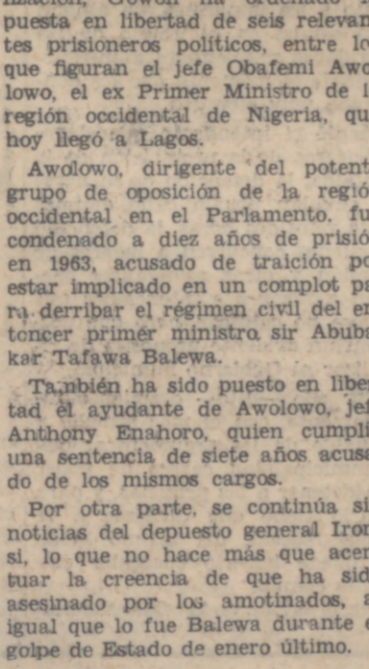 nización, Gowon ha ordenado l
puesta en libertad de seis relevan
tes prisioneros políticos, entre lo
que figuran el jefe Obafemi Awo
lowo, el ex Primer Ministro de l
región occidental de Nigeria, qu
hoy llegó a Lagos.
Awolowo, dirigente del potent
grupo de oposición de la regió
occidental en el Parlamento. fu
condenado a diez años de prisió
en 1963, acusado de traición po
estar implicado en un complot pa
ra derribar el régimen civil del en
toncer primer ministro sir Abuba
kar Tafawa Balewa.
También ha sido puesto en liber
tad el ayudante de Awolowo, jef
Anthony Enahoro, quien cumpli
una sentencia de siete años acusa
do de los mismos cargos.
Por otra parte, se continúa si
noticias del depuesto general Iron
si, lo que no hace más que acen
tuar la creencia de que ha sid
asesinado por los amotinados, a
igual que lo fue Balewa durante e
golpe de Estado de enero último.